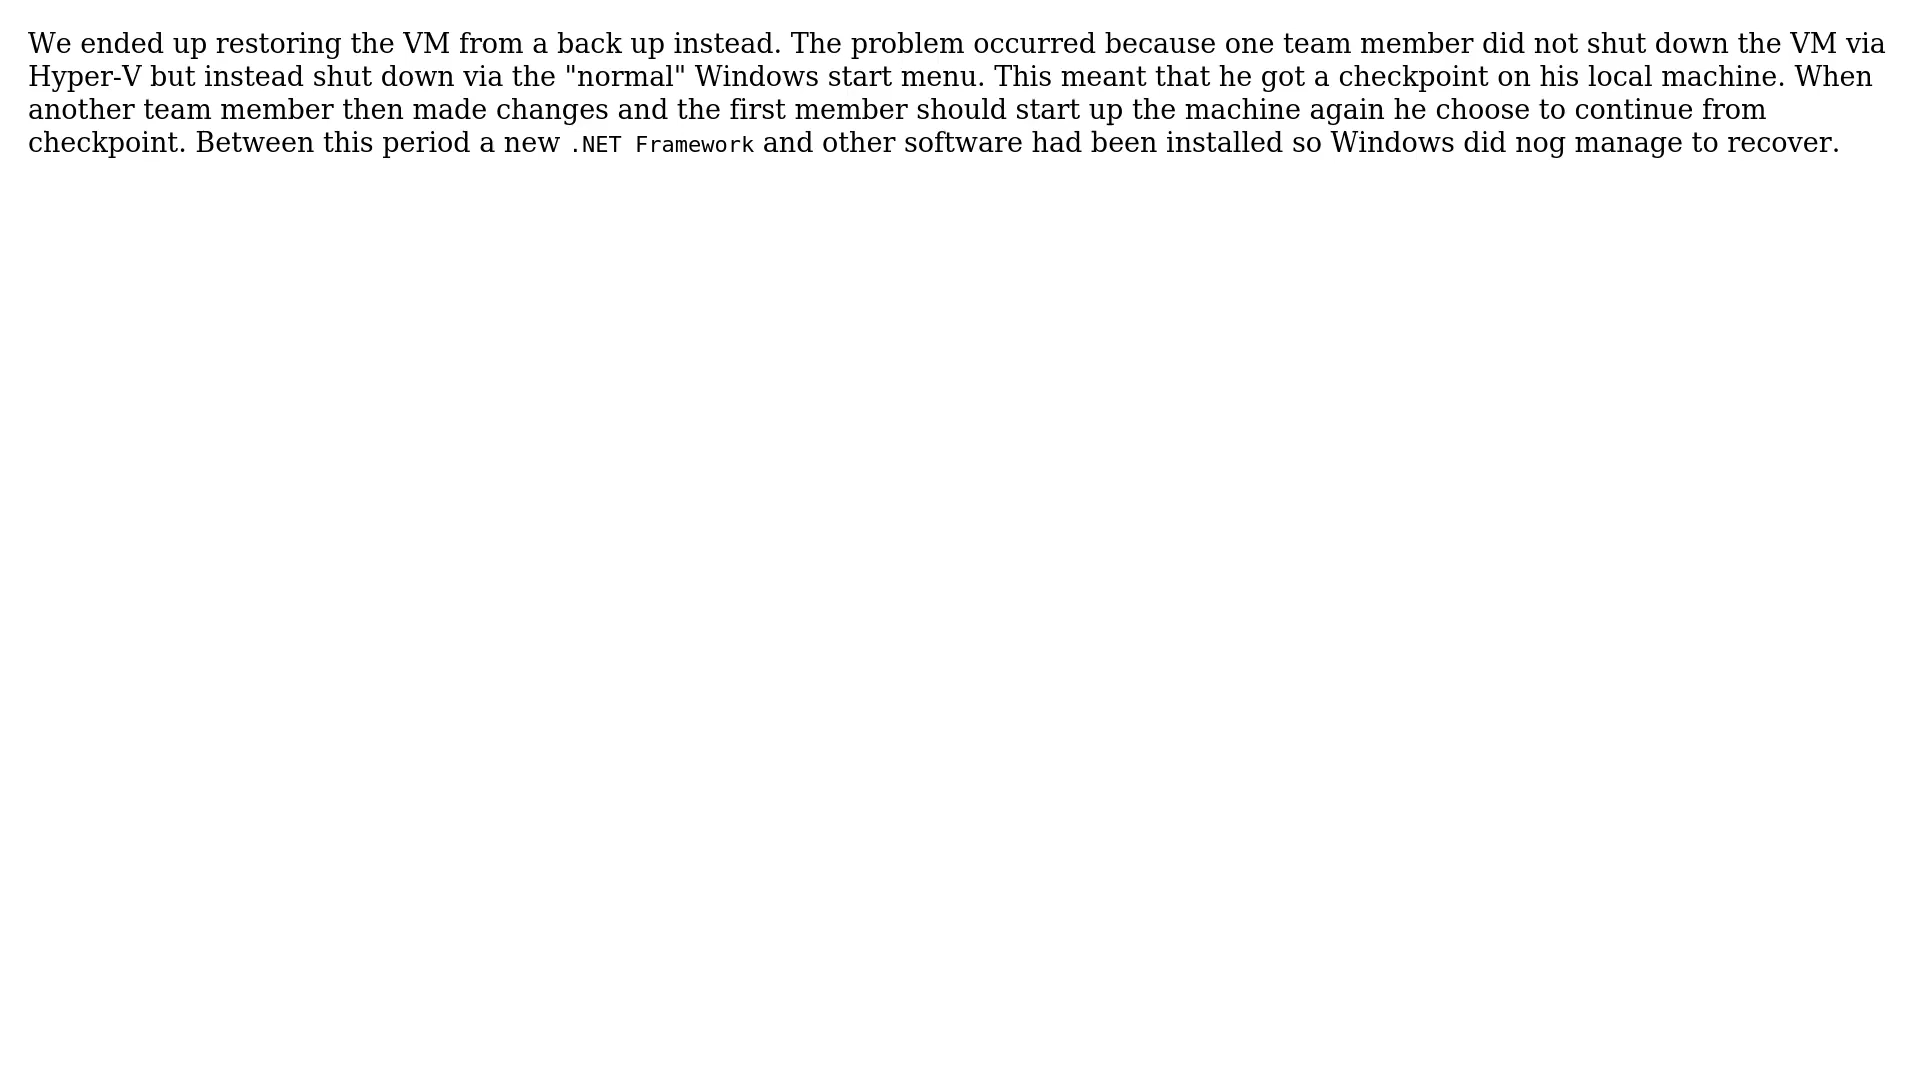 We ended up restoring the VM from a back up instead. The problem occurred because one team member did not shut down the VM via
Hyper-V but instead shut down via the "normal" Windows start menu. This meant that he got a checkpoint on his local machine. When
another team member then made changes and the first member should start up the machine again he choose to continue from
checkpoint. Between this period a new .NET Framework and other software had been installed so Windows did nog manage to recover.